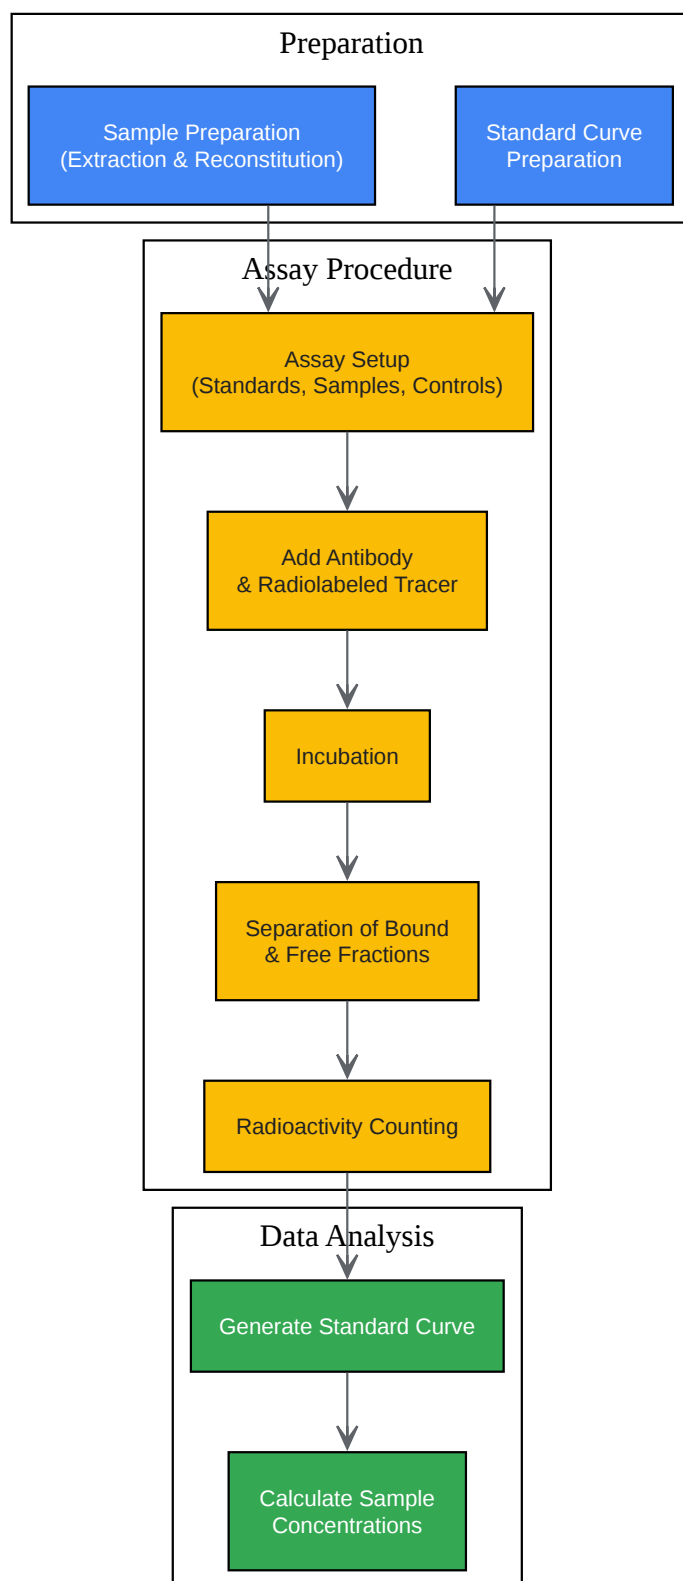 Preparation
Sample Preparation
(Extraction & Reconstitution)
Standard Curve
Preparation
Assay Procedure
Assay Setup
(Standards, Samples, Controls)
Add Antibody
& Radiolabeled Tracer
Incubation
Separation of Bound
& Free Fractions
Radioactivity Counting
Data Analysis
Generate Standard Curve
Calculate Sample
Concentrations